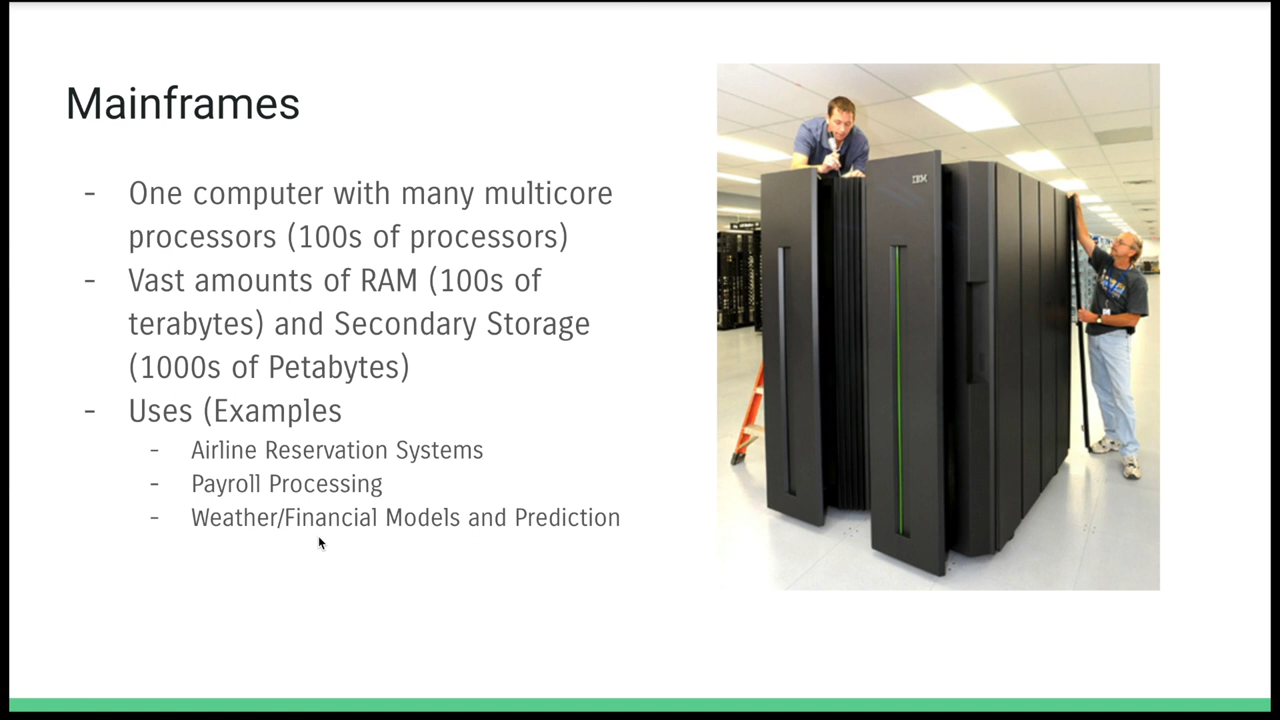 Mainframes
- One computer with many multicore
processors (100s of processors)
- Vast amounts of RAM (100s of
terabytes) and Secondary Storage
(1000s of Petabytes)
- Uses (Examples
- Airline Reservation Systems
- Payroll Processing
- Weather/Financial Models and Prediction
IBM